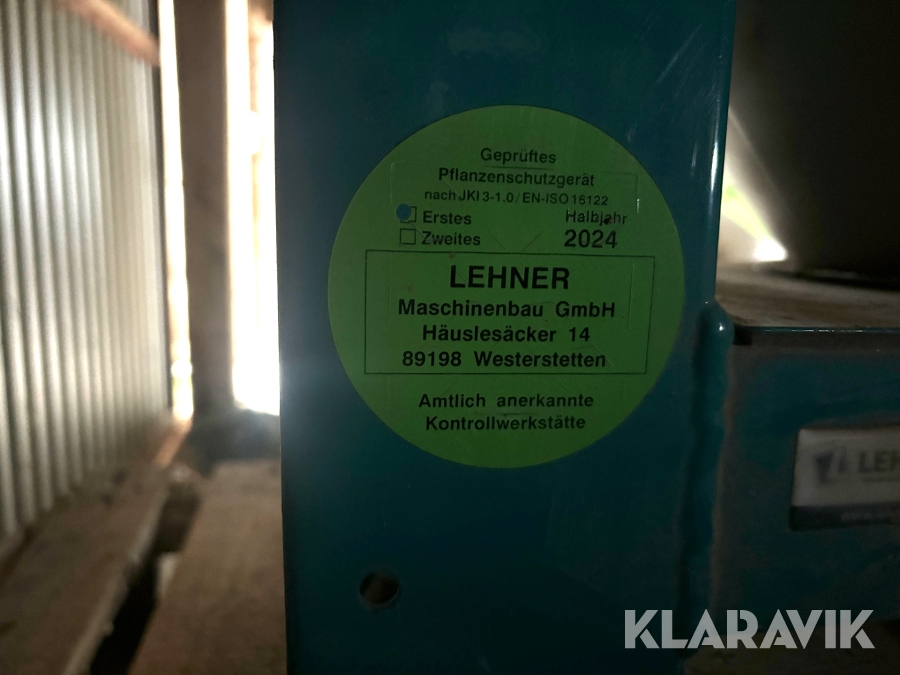 Geprüftes
Pflanzenschutzgerät
nach JKI 3-1.0 / EN-ISO 16122
Erstes Halbjahr
Zweites 2024
LEHNER
Maschinenbau GmbH
Häuslesäcker 14
89198 Westerstetten
Amtlich anerkannte
Kontrollwerkstätte
LEH
KLARAVIK